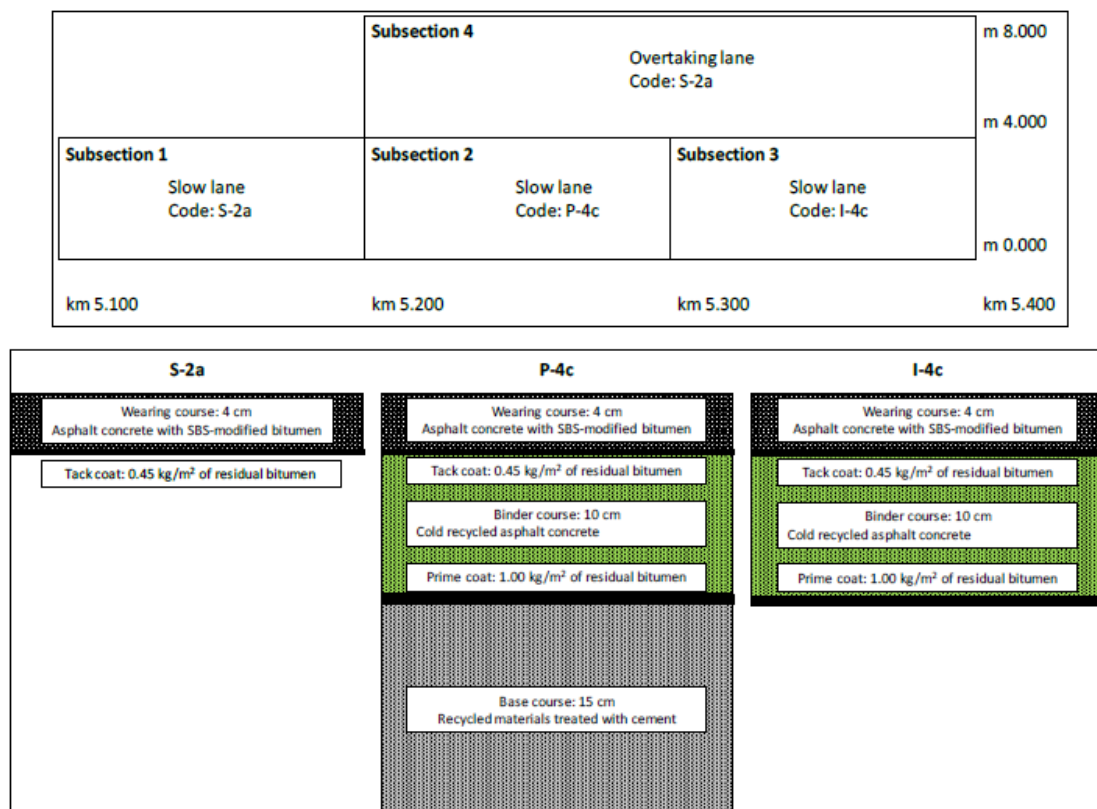 Subsection 4
Overtaking lane
Code: S-2a
m 8.000
m 4.000
Subsection 1
Slow lane
Code: S-2a
Subsection 2
Slow lane
Code: P-4c
Subsection 3
Slow lane
Code: I-4c
m 0.000
km 5.100
km 5.200
km 5.300
km 5.400
S-2a
Wearing course: 4 cm
Asphalt concrete with SBS-modified bitumen
Tack coat: 0.45 kg/m² of residual bitumen
P-4c
Wearing course: 4 cm
Asphalt concrete with SBS-modified bitumen
Tack coat: 0.45 kg/m² of residual bitumen
Binder course: 10 cm
Cold recycled asphalt concrete
Prime coat: 1.00 kg/m² of residual bitumen
Base course: 15 cm
Recycled materials treated with cement
I-4c
Wearing course: 4 cm
Asphalt concrete with SBS-modified bitumen
Tack coat: 0.45 kg/m² of residual bitumen
Binder course: 10 cm
Cold recycled asphalt concrete
Prime coat: 1.00 kg/m² of residual bitumen